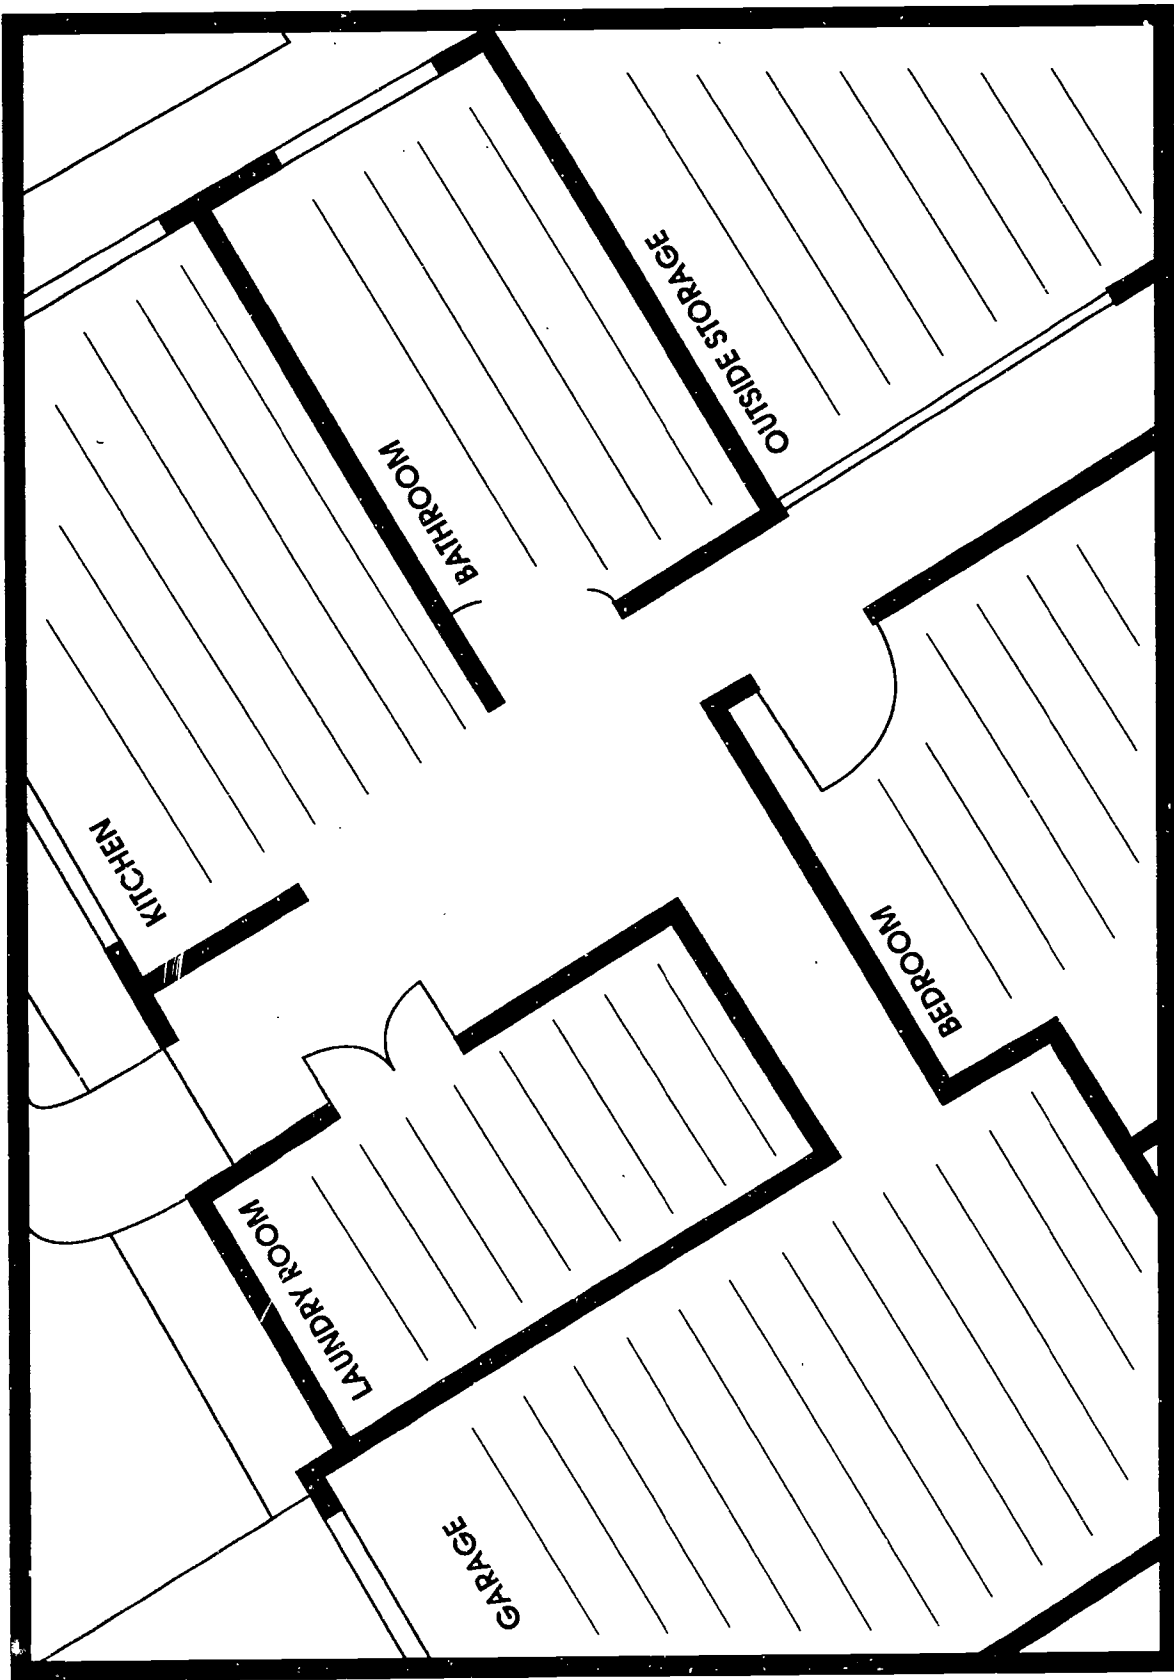 OUTSIDE STORAGE
BATHROOM
KITCHEN
BEDROOM
LAUNDRY ROOM
GARAGE